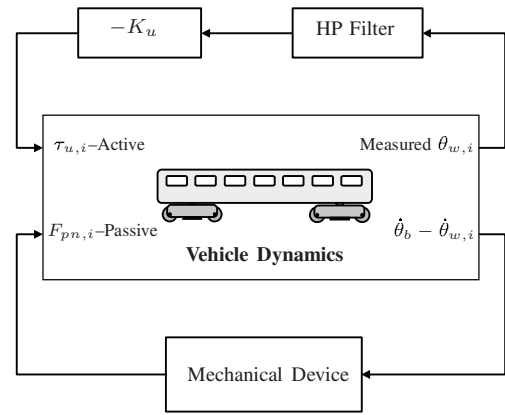 −K_u
HP Filter
τ_{u,i}–Active
Measured θ_{w,i}
F_{pn,i}–Passive
θ̇_b − θ̇_{w,i}
Vehicle Dynamics
Mechanical Device